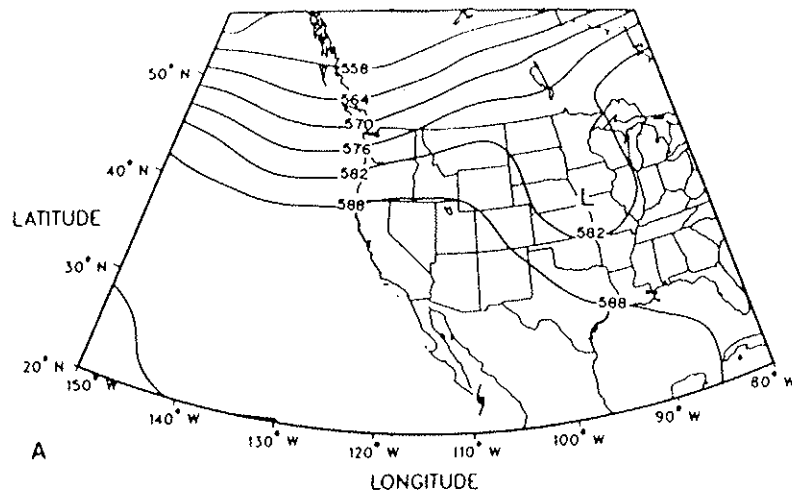 50° N
40° N
LATITUDE
30° N
20° N
150° W
140° W
130° W
120° W
110° W
100° W
90° W
80° W
LONGITUDE
A
558
564
570
576
582
588
L
582
588